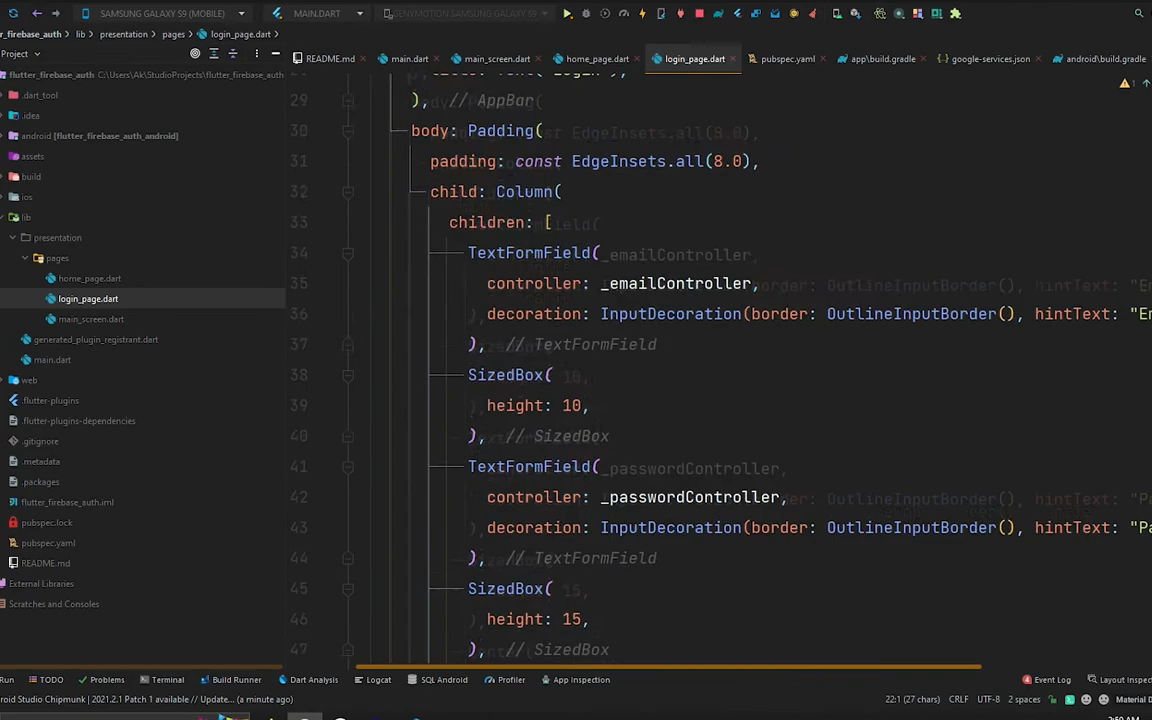 SAMSUNG GALAXY S9 (MOBILE) MAIN.DART GENYMOTION SAMSUNG GALAXY S9
rr_firebase_auth lib presentation pages login_page.dart
Project
README.md main.dart main_screen.dart home_page.dart login_page.dart pubspec.yaml app\build.gradle google-services.json android\build.gradle
flutter_firebase_auth C:\Users\Ak\StudioProjects\flutter_firebase_auth
.dart_tool
.idea
android [flutter_firebase_auth_android]
assets
build
ios
lib
presentation
pages
home_page.dart
login_page.dart
main_screen.dart
generated_plugin_registrant.dart
main.dart
web
.flutter-plugins
.flutter-plugins-dependencies
.gitignore
.metadata
.packages
flutter_firebase_auth.iml
pubspec.lock
pubspec.yaml
README.md
External Libraries
Scratches and Consoles
29 ), // AppBar
30 body: Padding(
31 padding: const EdgeInsets.all(8.0),
32 child: Column(
33 children: [
34 TextFormField(
35 controller: _emailController,
36 decoration: InputDecoration(border: OutlineInputBorder(), hintText: "Em
37 ), // TextFormField
38 SizedBox(
39 height: 10,
40 ), // SizedBox
41 TextFormField(
42 controller: _passwordController,
43 decoration: InputDecoration(border: OutlineInputBorder(), hintText: "Pa
44 ), // TextFormField
45 SizedBox(
46 height: 15,
47 ), // SizedBox
Run TODO Problems Terminal Build Runner Dart Analysis Logcat SQL Android Profiler App Inspection Event Log Layout Inspec
droid Studio Chipmunk | 2021.2.1 Patch 1 available // Update... (a minute ago) 22:1 (27 chars) CRLF UTF-8 2 spaces Material D